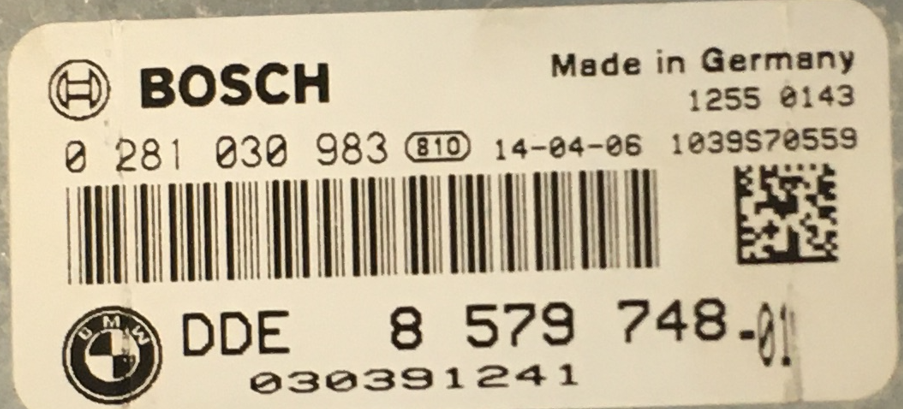 BOSCH Made in Germany
1255 0143
0 281 030 983 810 14-04-06 1039S70559
BMW DDE 8 579 748-01
030391241